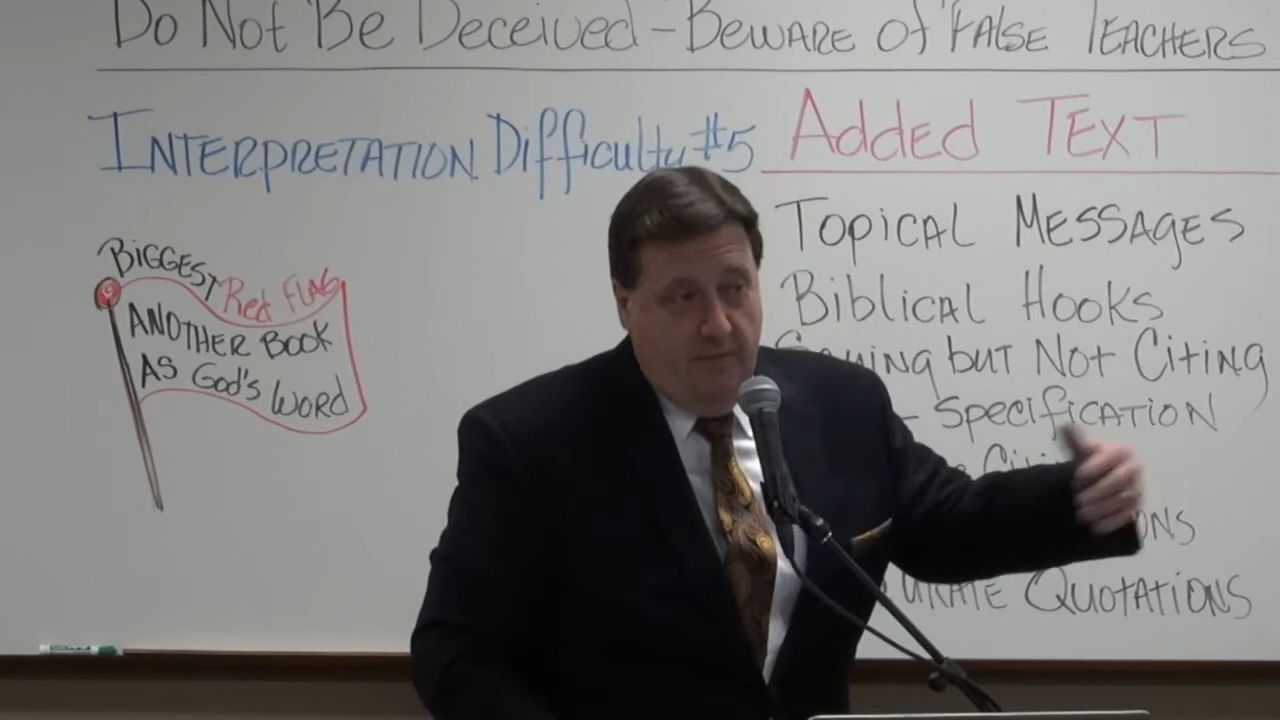 Do Not Be Deceived - Beware of False Teachers
Interpretation Difficulty #5
Added Text
Biggest Red Flag
Another Book
As God's Word
Topical Messages
Biblical Hooks
but Not Citing
- Specification
Quotations